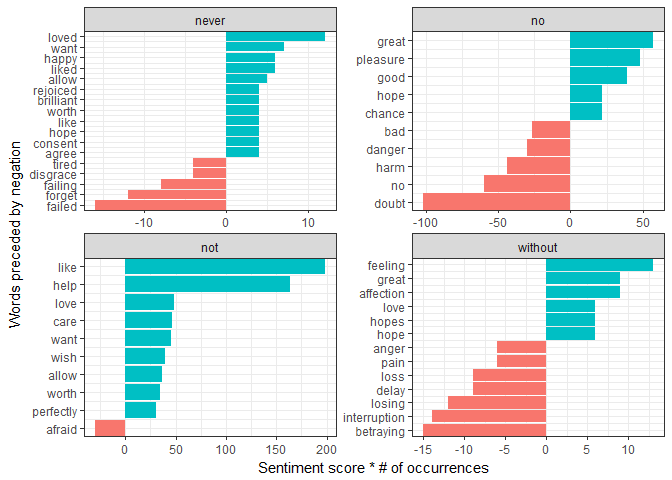 never
loved
want
happy
liked
allow
rejoiced
brilliant
worth
like
hope
consent
agree
tired
disgrace
failing
forget
failed
-10 0 10
no
great
pleasure
good
hope
chance
bad
danger
harm
no
doubt
-100 -50 0 50
Words preceded by negation
not
like
help
love
care
want
wish
allow
worth
perfectly
afraid
0 50 100 150 200
without
feeling
great
affection
love
hopes
hope
anger
pain
loss
delay
losing
interruption
betraying
-15 -10 -5 0 5 10
Sentiment score * # of occurrences